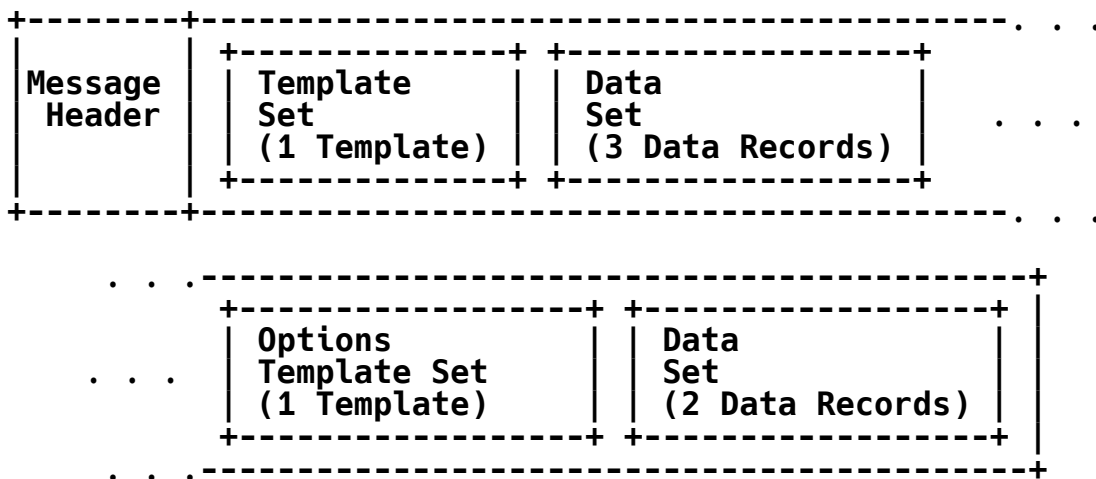 +--------+------------------------------------------. . .
|        | +--------------+ +------------------+
|Message | | Template     | | Data             |
| Header | | Set          | | Set              |   . . .
|        | | (1 Template) | | (3 Data Records) |
|        | +--------------+ +------------------+
+--------+------------------------------------------. . .
. . .-------------------------------------------+
+------------------+ +------------------+ |
| Options          | | Data             | |
. . . | Template Set     | | Set              | |
| (1 Template)     | | (2 Data Records) | |
+------------------+ +------------------+ |
. . .-------------------------------------------+